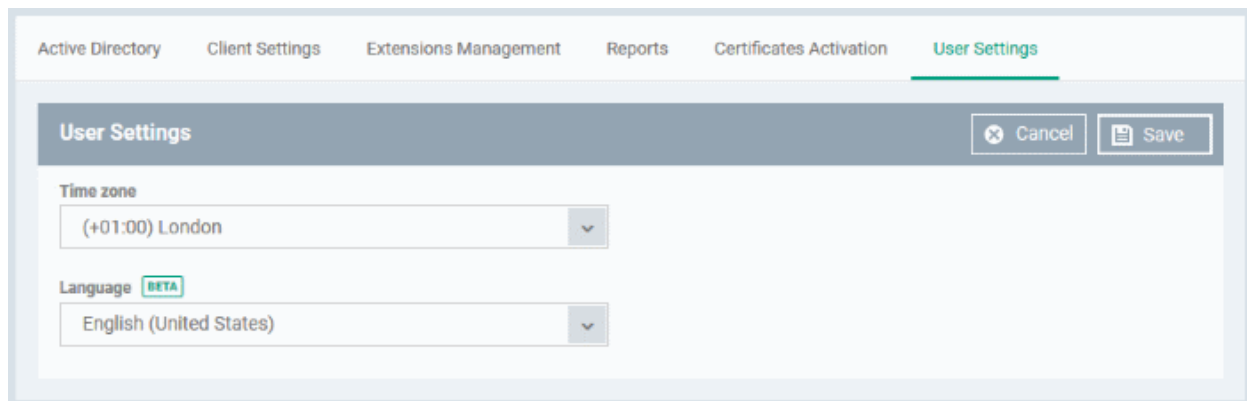 Active Directory Client Settings Extensions Management Reports Certificates Activation User Settings
User Settings Cancel Save
Time zone
(+01:00) London
Language BETA
English (United States)